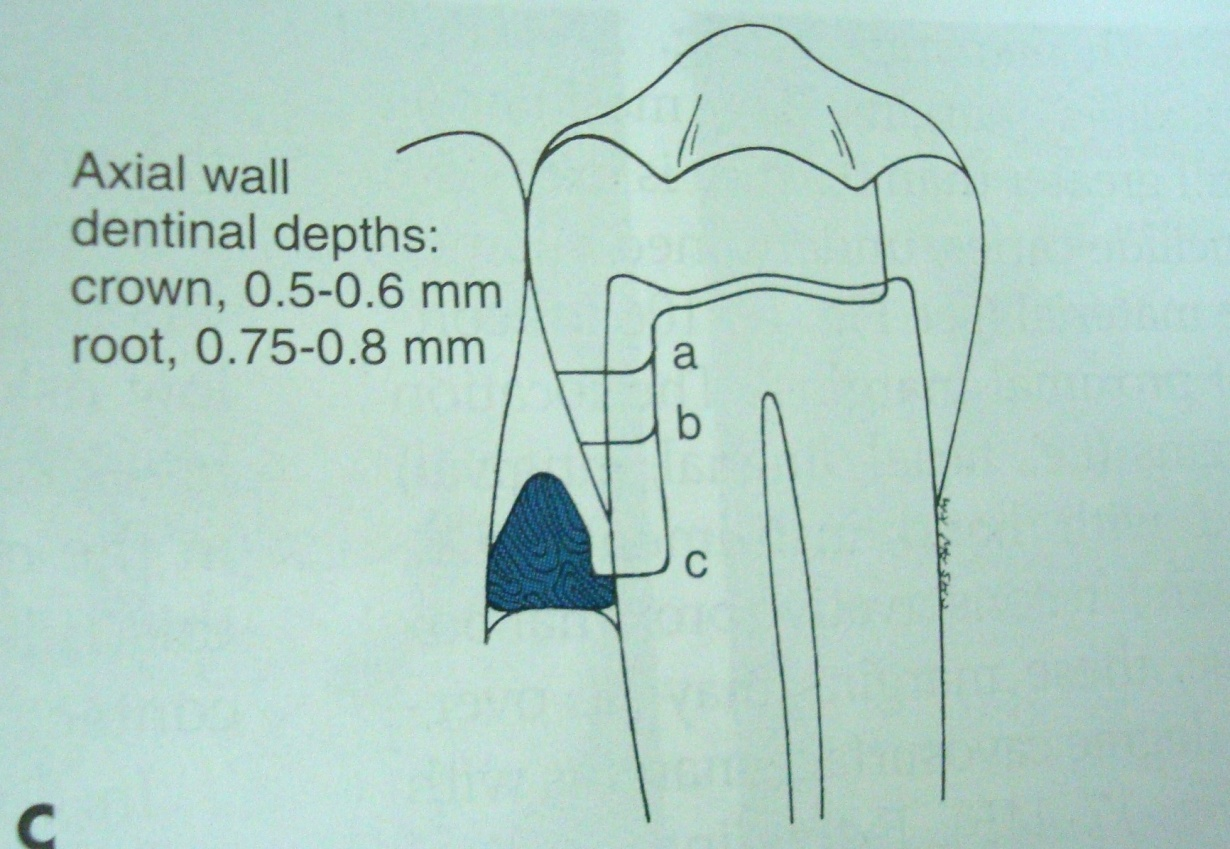 Axial wall
dentinal depths:
crown, 0.5-0.6 mm
root, 0.75-0.8 mm
a
b
c
C